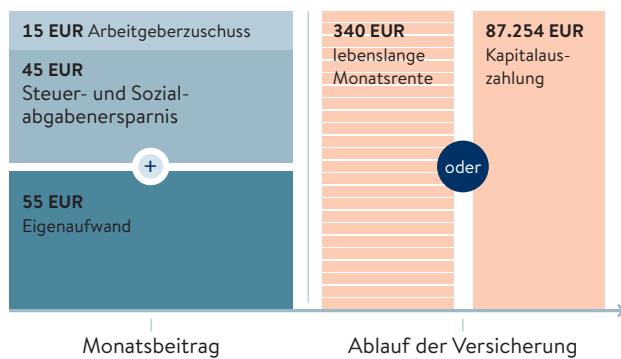 15 EUR Arbeitgeberzuschuss
45 EUR
Steuer- und Sozial-
abgabenersparnis
+
55 EUR
Eigenaufwand
340 EUR
lebenslange
Monatsrente
oder
87.254 EUR
Kapitalaus-
zahlung
Monatsbeitrag
Ablauf der Versicherung